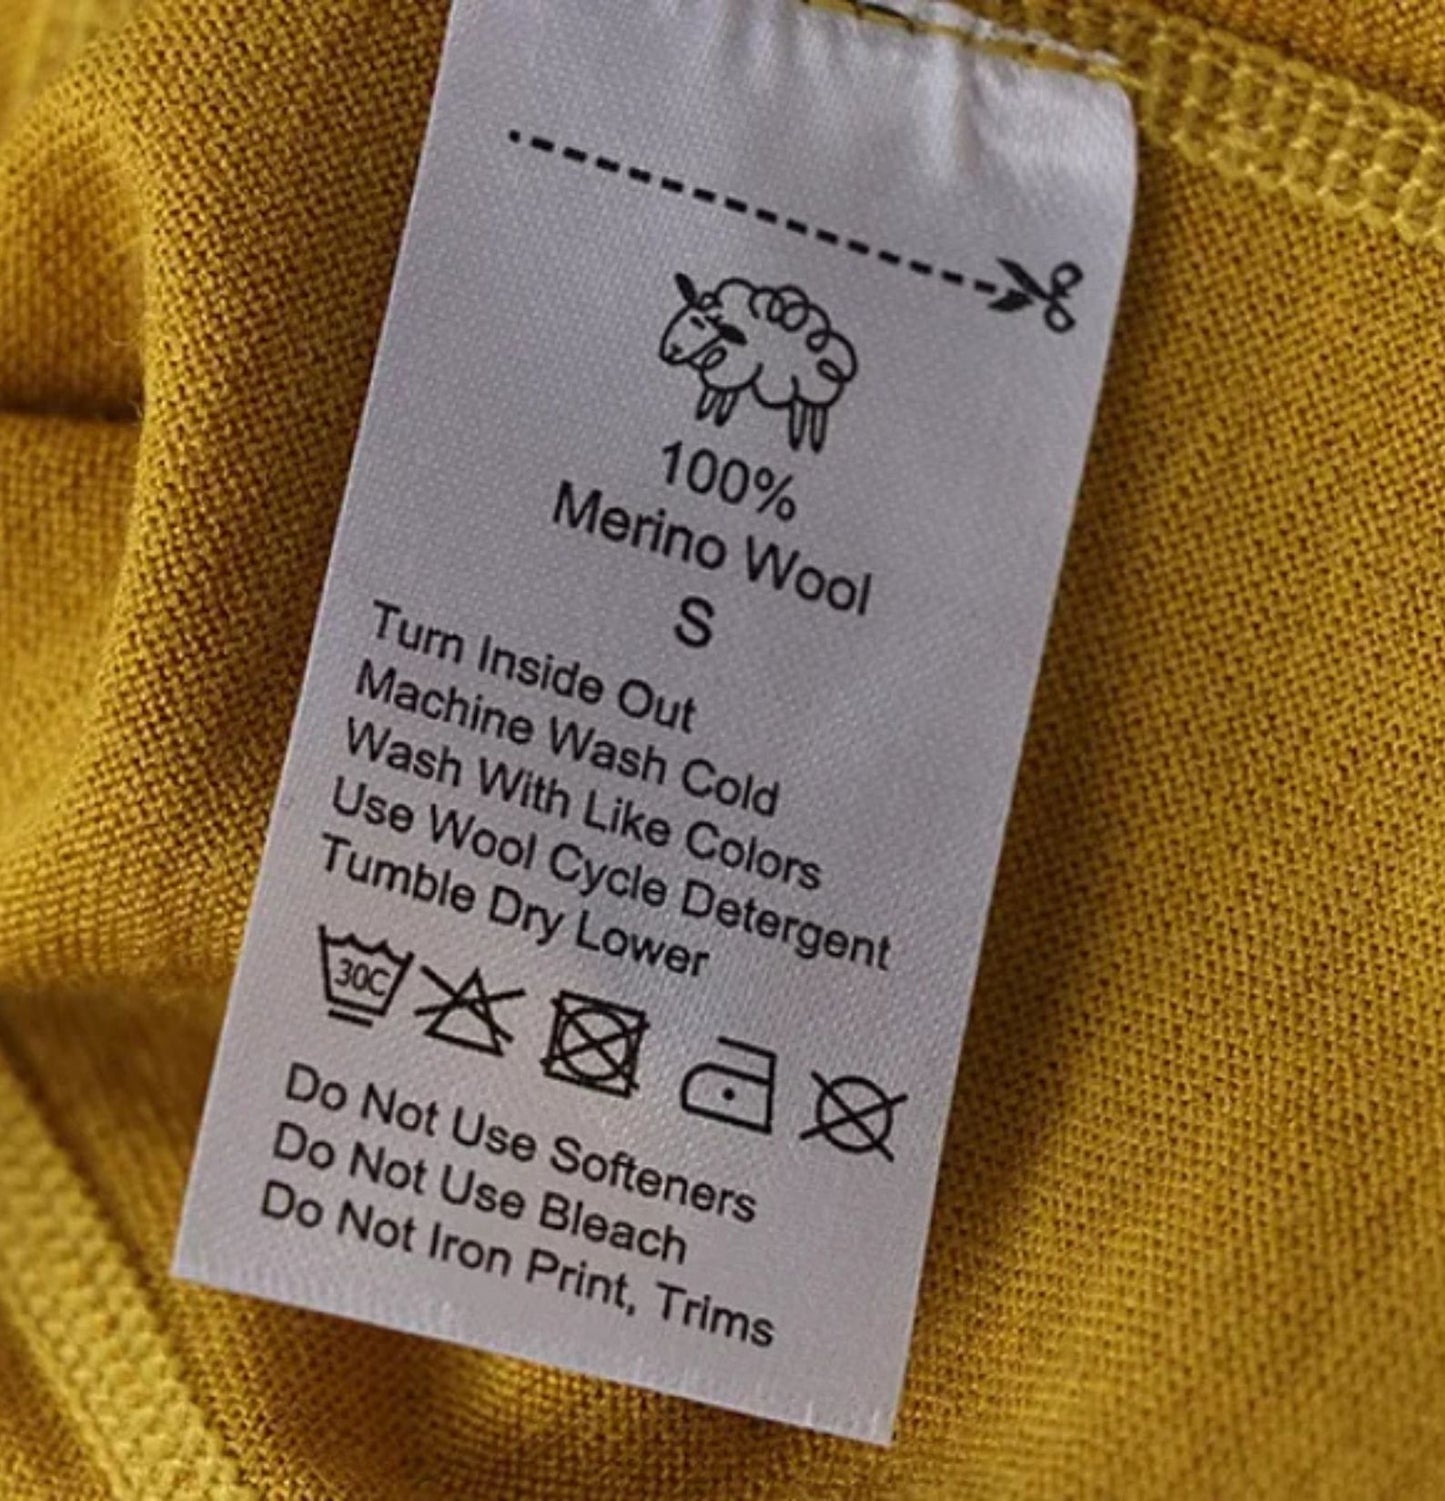 100%
Merino Wool
S
Turn Inside Out
Machine Wash Cold
Wash With Like Colors
Use Wool Cycle Detergent
Tumble Dry Lower
30C
Do Not Use Softeners
Do Not Use Bleach
Do Not Iron Print, Trims